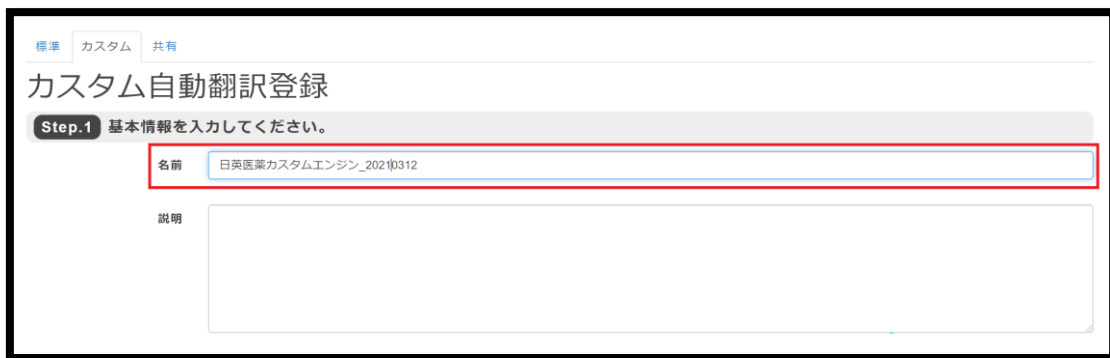 標準 カスタム 共有
カスタム自動翻訳登録
Step.1 基本情報を入力してください。
名前 日英医薬カスタムエンジン_20210312
説明